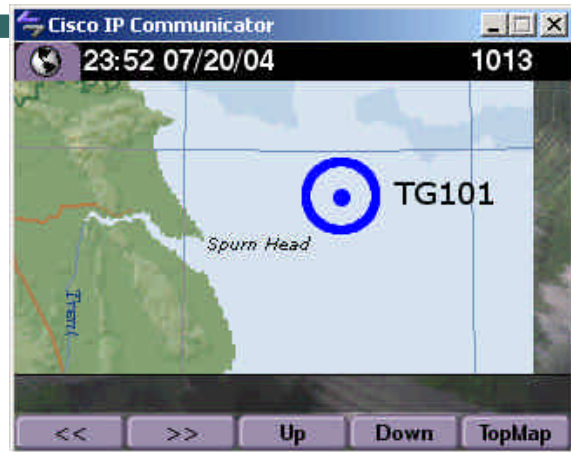 Cisco IP Communicator
23:52 07/20/04 1013
TG101
Spurn Head
Trent
<< >> Up Down TopMap